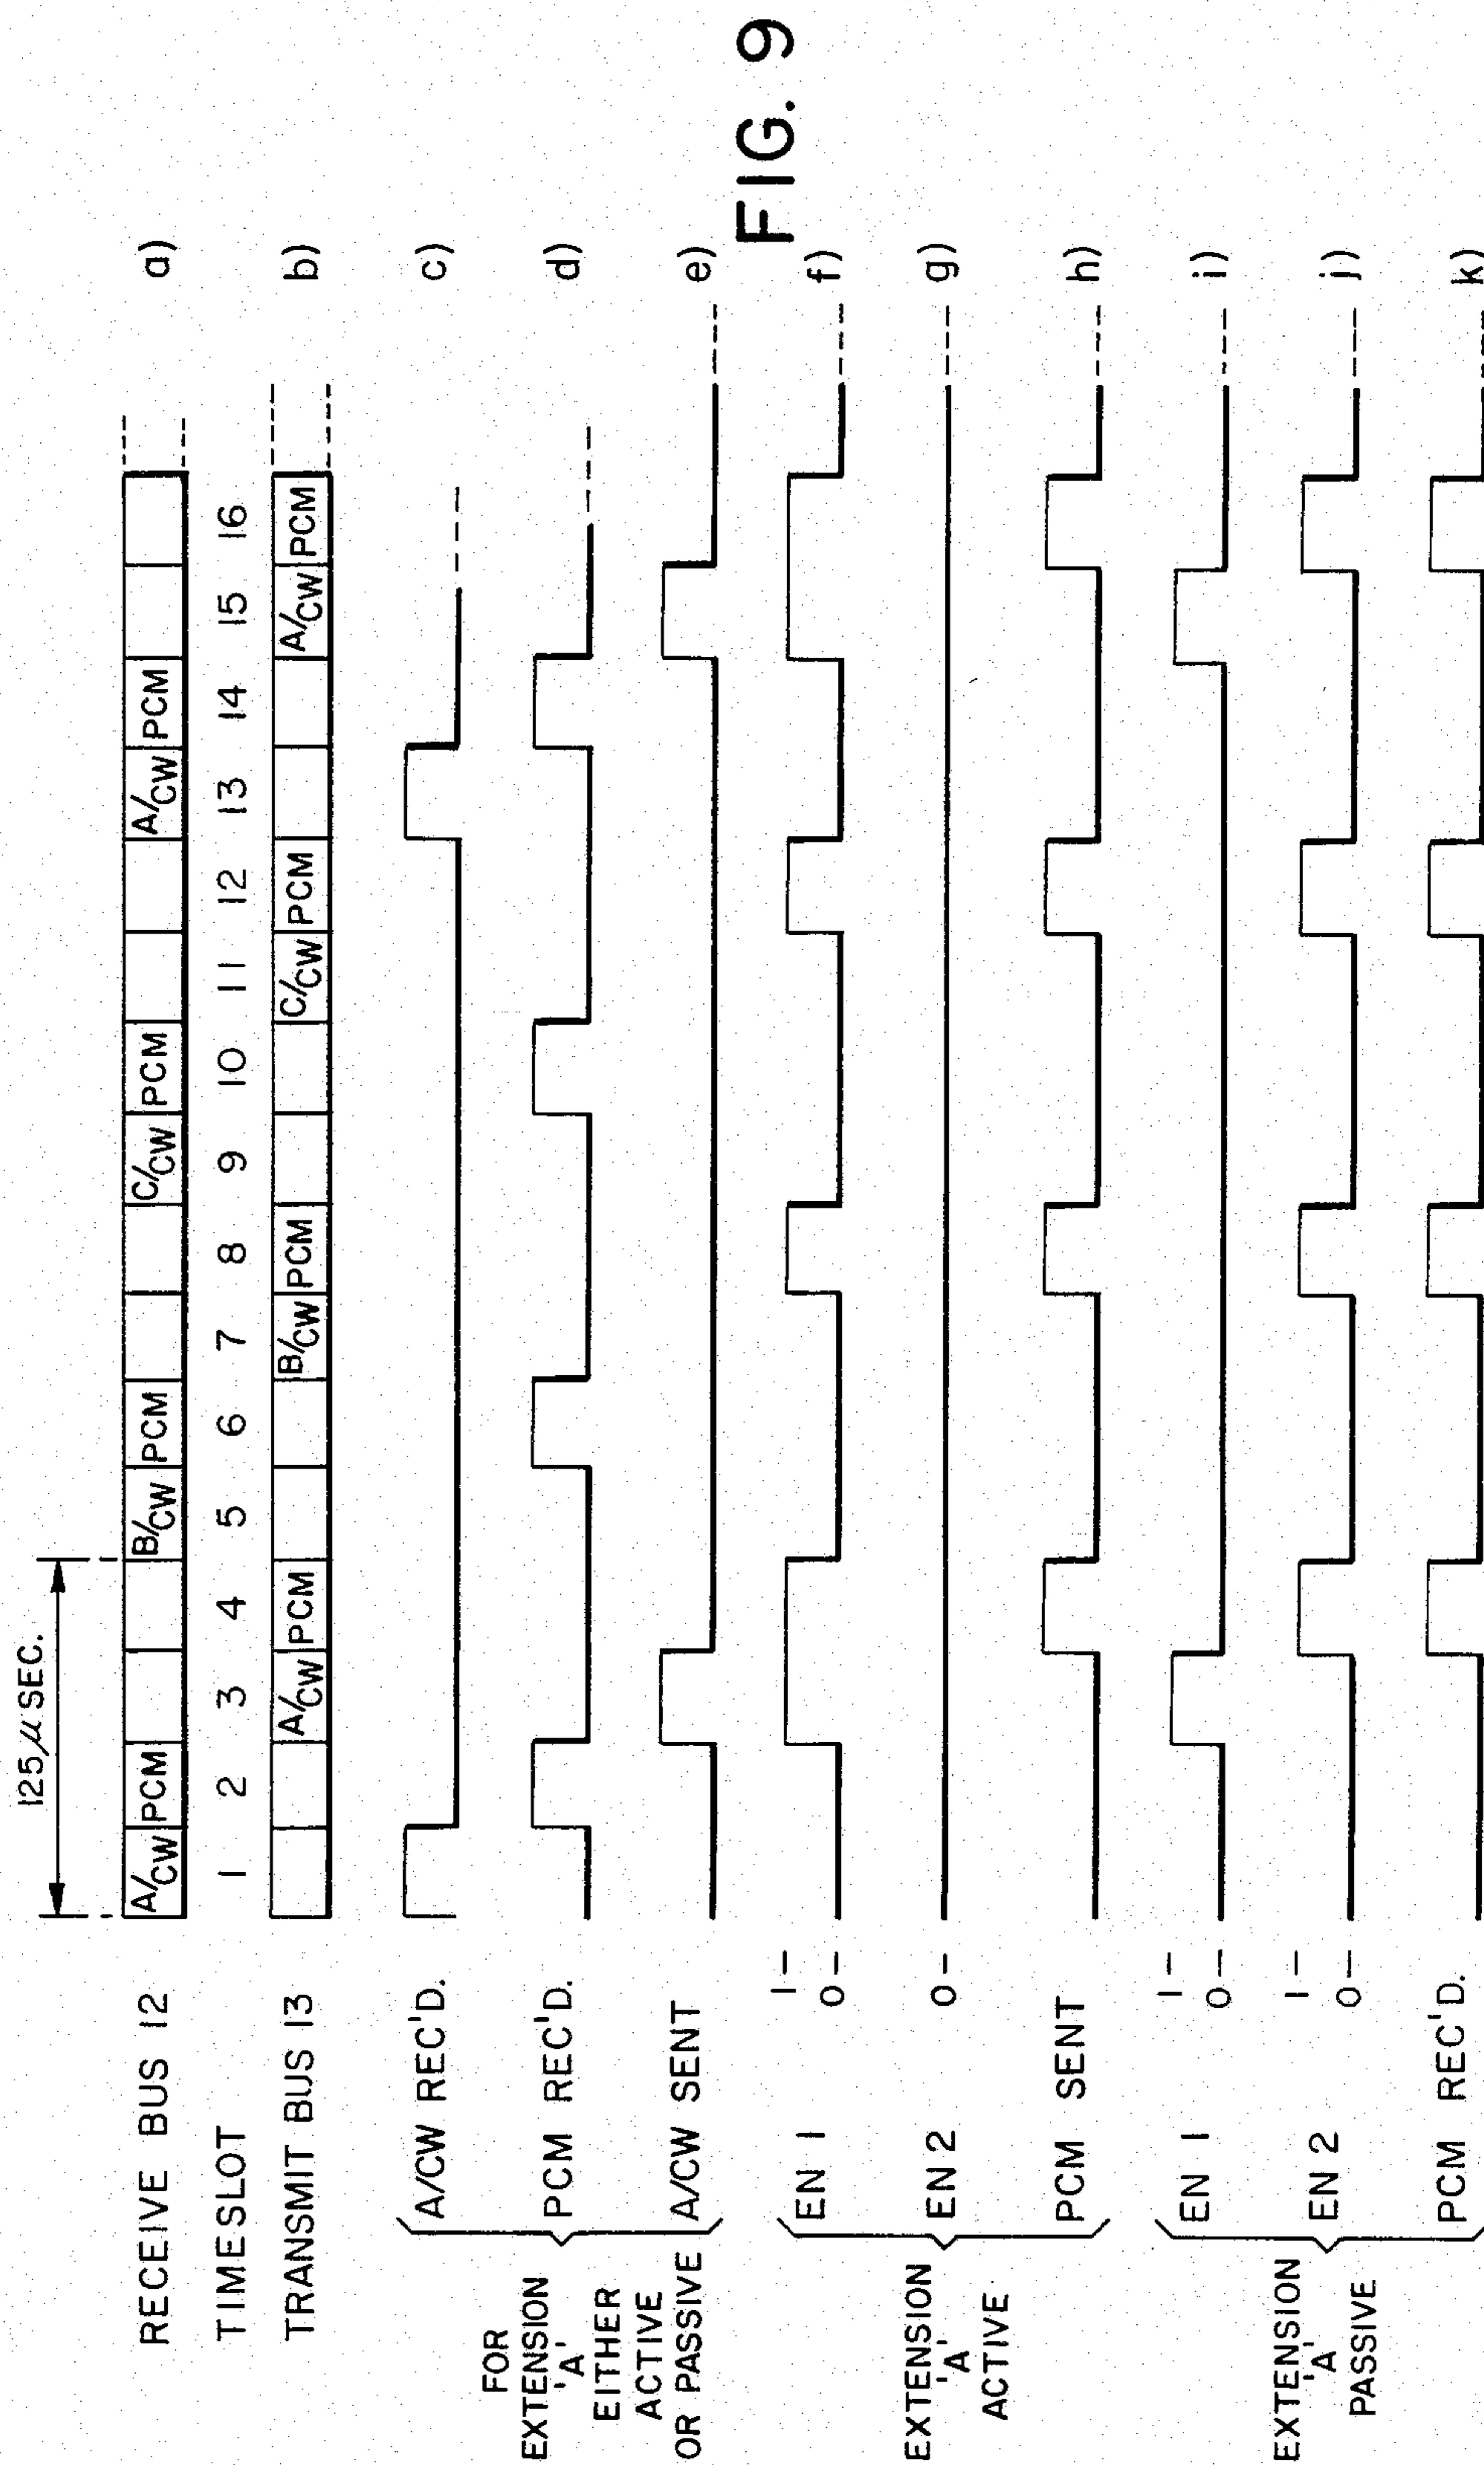 125 μ SEC.
RECEIVE BUS 12 A/CW PCM B/CW PCM C/CW PCM A/CW PCM a)
TIMESLOT 1 2 3 4 5 6 7 8 9 10 11 12 13 14 15 16
TRANSMIT BUS 13 A/CW PCM B/CW PCM C/CW PCM A/CW PCM b)
FOR
EXTENSION
'A'
EITHER
ACTIVE
OR PASSIVE
A/CW REC'D. c)
PCM REC'D. d)
A/CW SENT e)
FIG. 9
EXTENSION
'A'
ACTIVE
EN 1 1- 0- f)
EN 2 0- g)
PCM SENT h)
EXTENSION
'A'
PASSIVE
EN 1 1- 0- i)
EN 2 1- 0- j)
PCM REC'D. k)